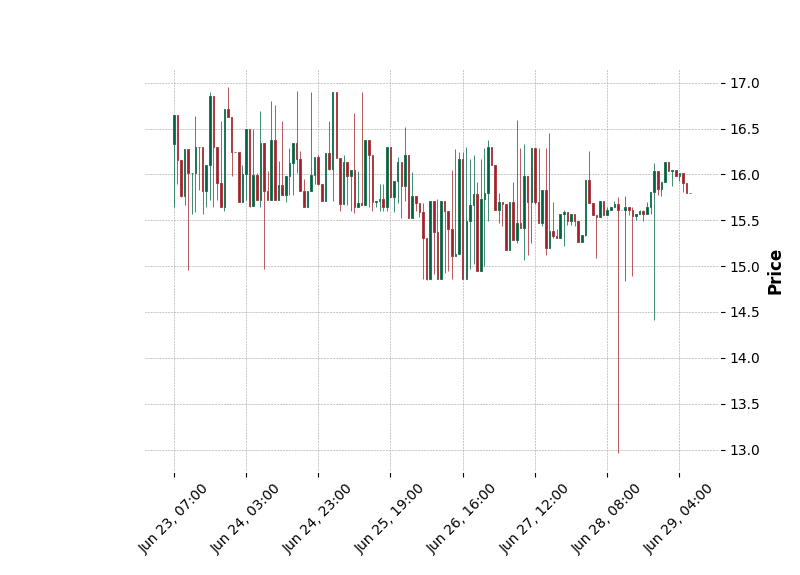 17.0
16.5
16.0
15.5
15.0
14.5
14.0
13.5
13.0
Price
Jun 23, 07:00
Jun 24, 03:00
Jun 24, 23:00
Jun 25, 19:00
Jun 26, 16:00
Jun 27, 12:00
Jun 28, 08:00
Jun 29, 04:00